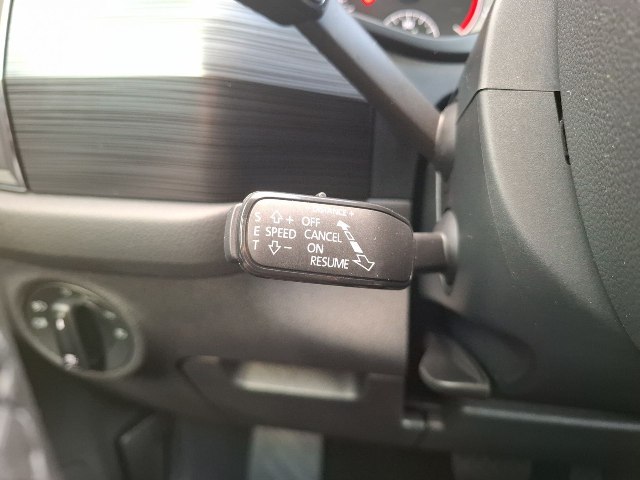 S + OFF
E SPEED CANCEL
T - ON
RESUME